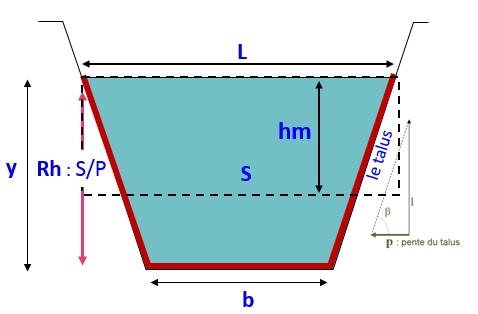 L
hm
le talus
y
Rh : S/P
S
l
β
p : pente du talus
b